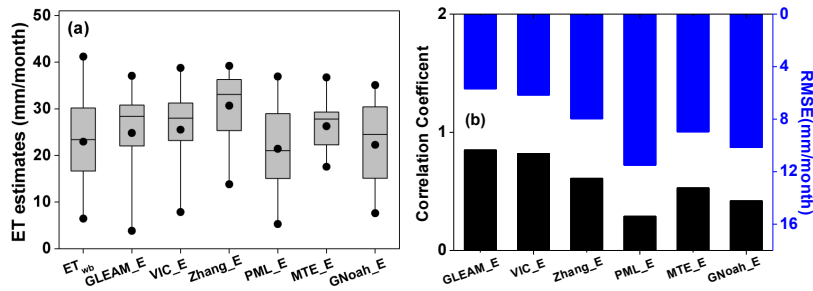 (a)
ET estimates (mm/month)
50
40
30
20
10
0
ETwb
GLEAM_E
VIC_E
Zhang_E
PML_E
MTE_E
GNoah_E
(b)
Correlation Coefficent
2
1
0
GLEAM_E
VIC_E
Zhang_E
PML_E
MTE_E
GNoah_E
0
4
8
12
16
RMSE(mm/month)